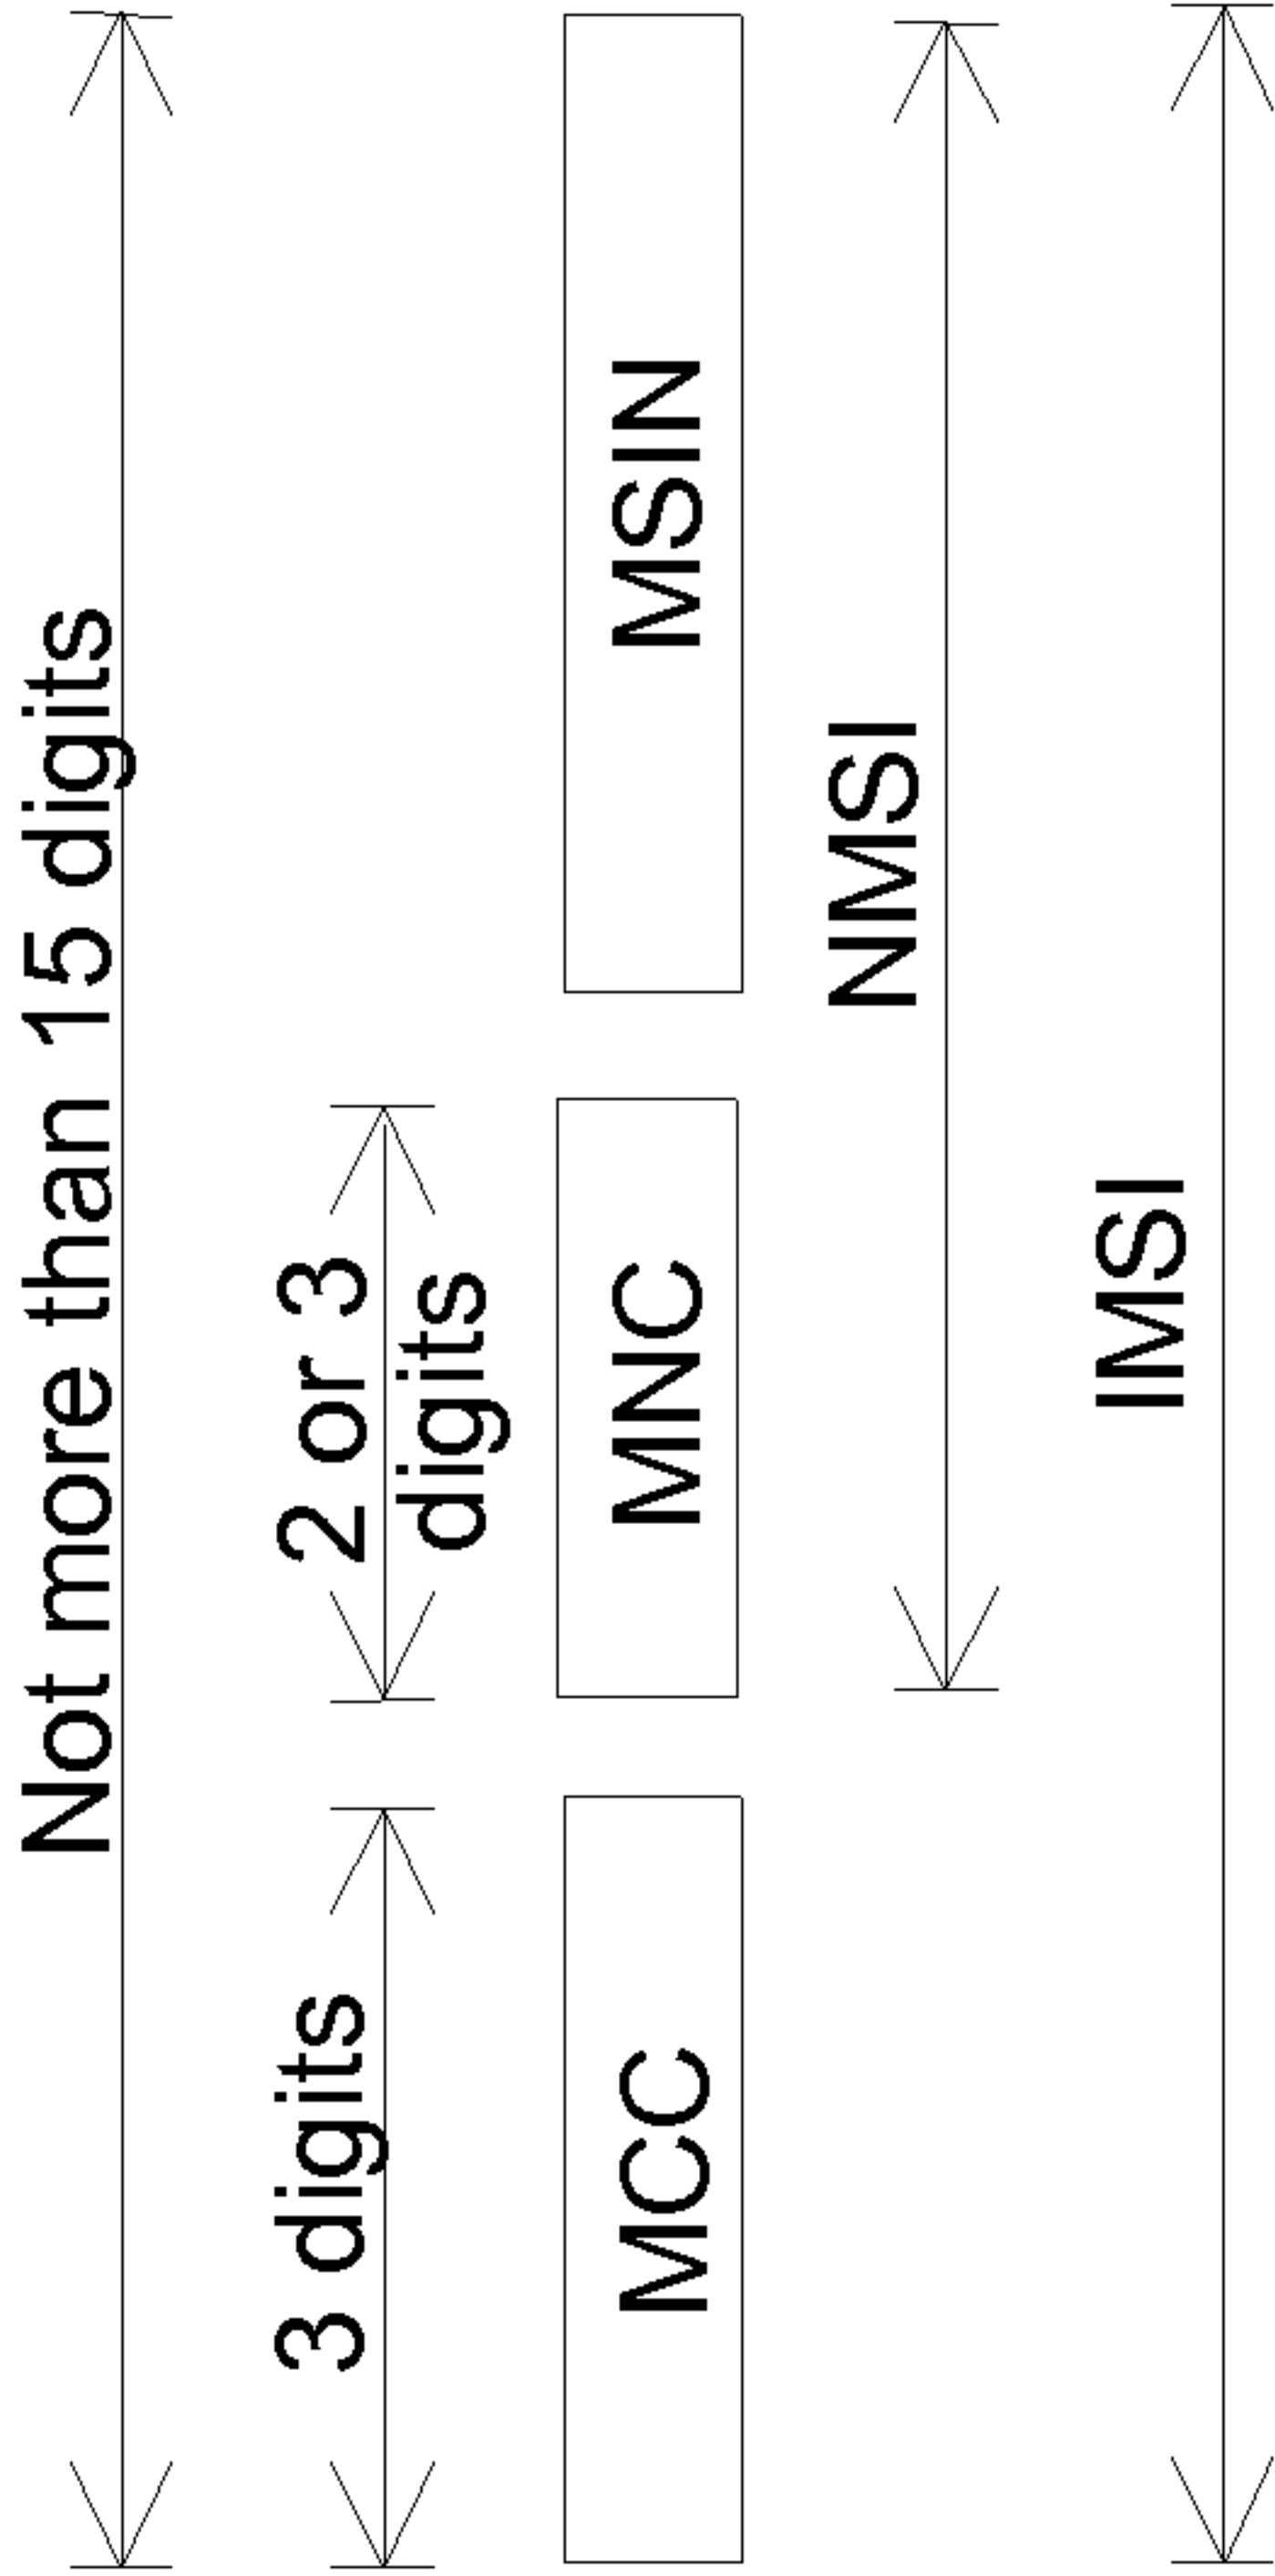 Not more than 15 digits
3 digits
2 or 3
digits
MCC
MNC
MSIN
NMSI
IMSI